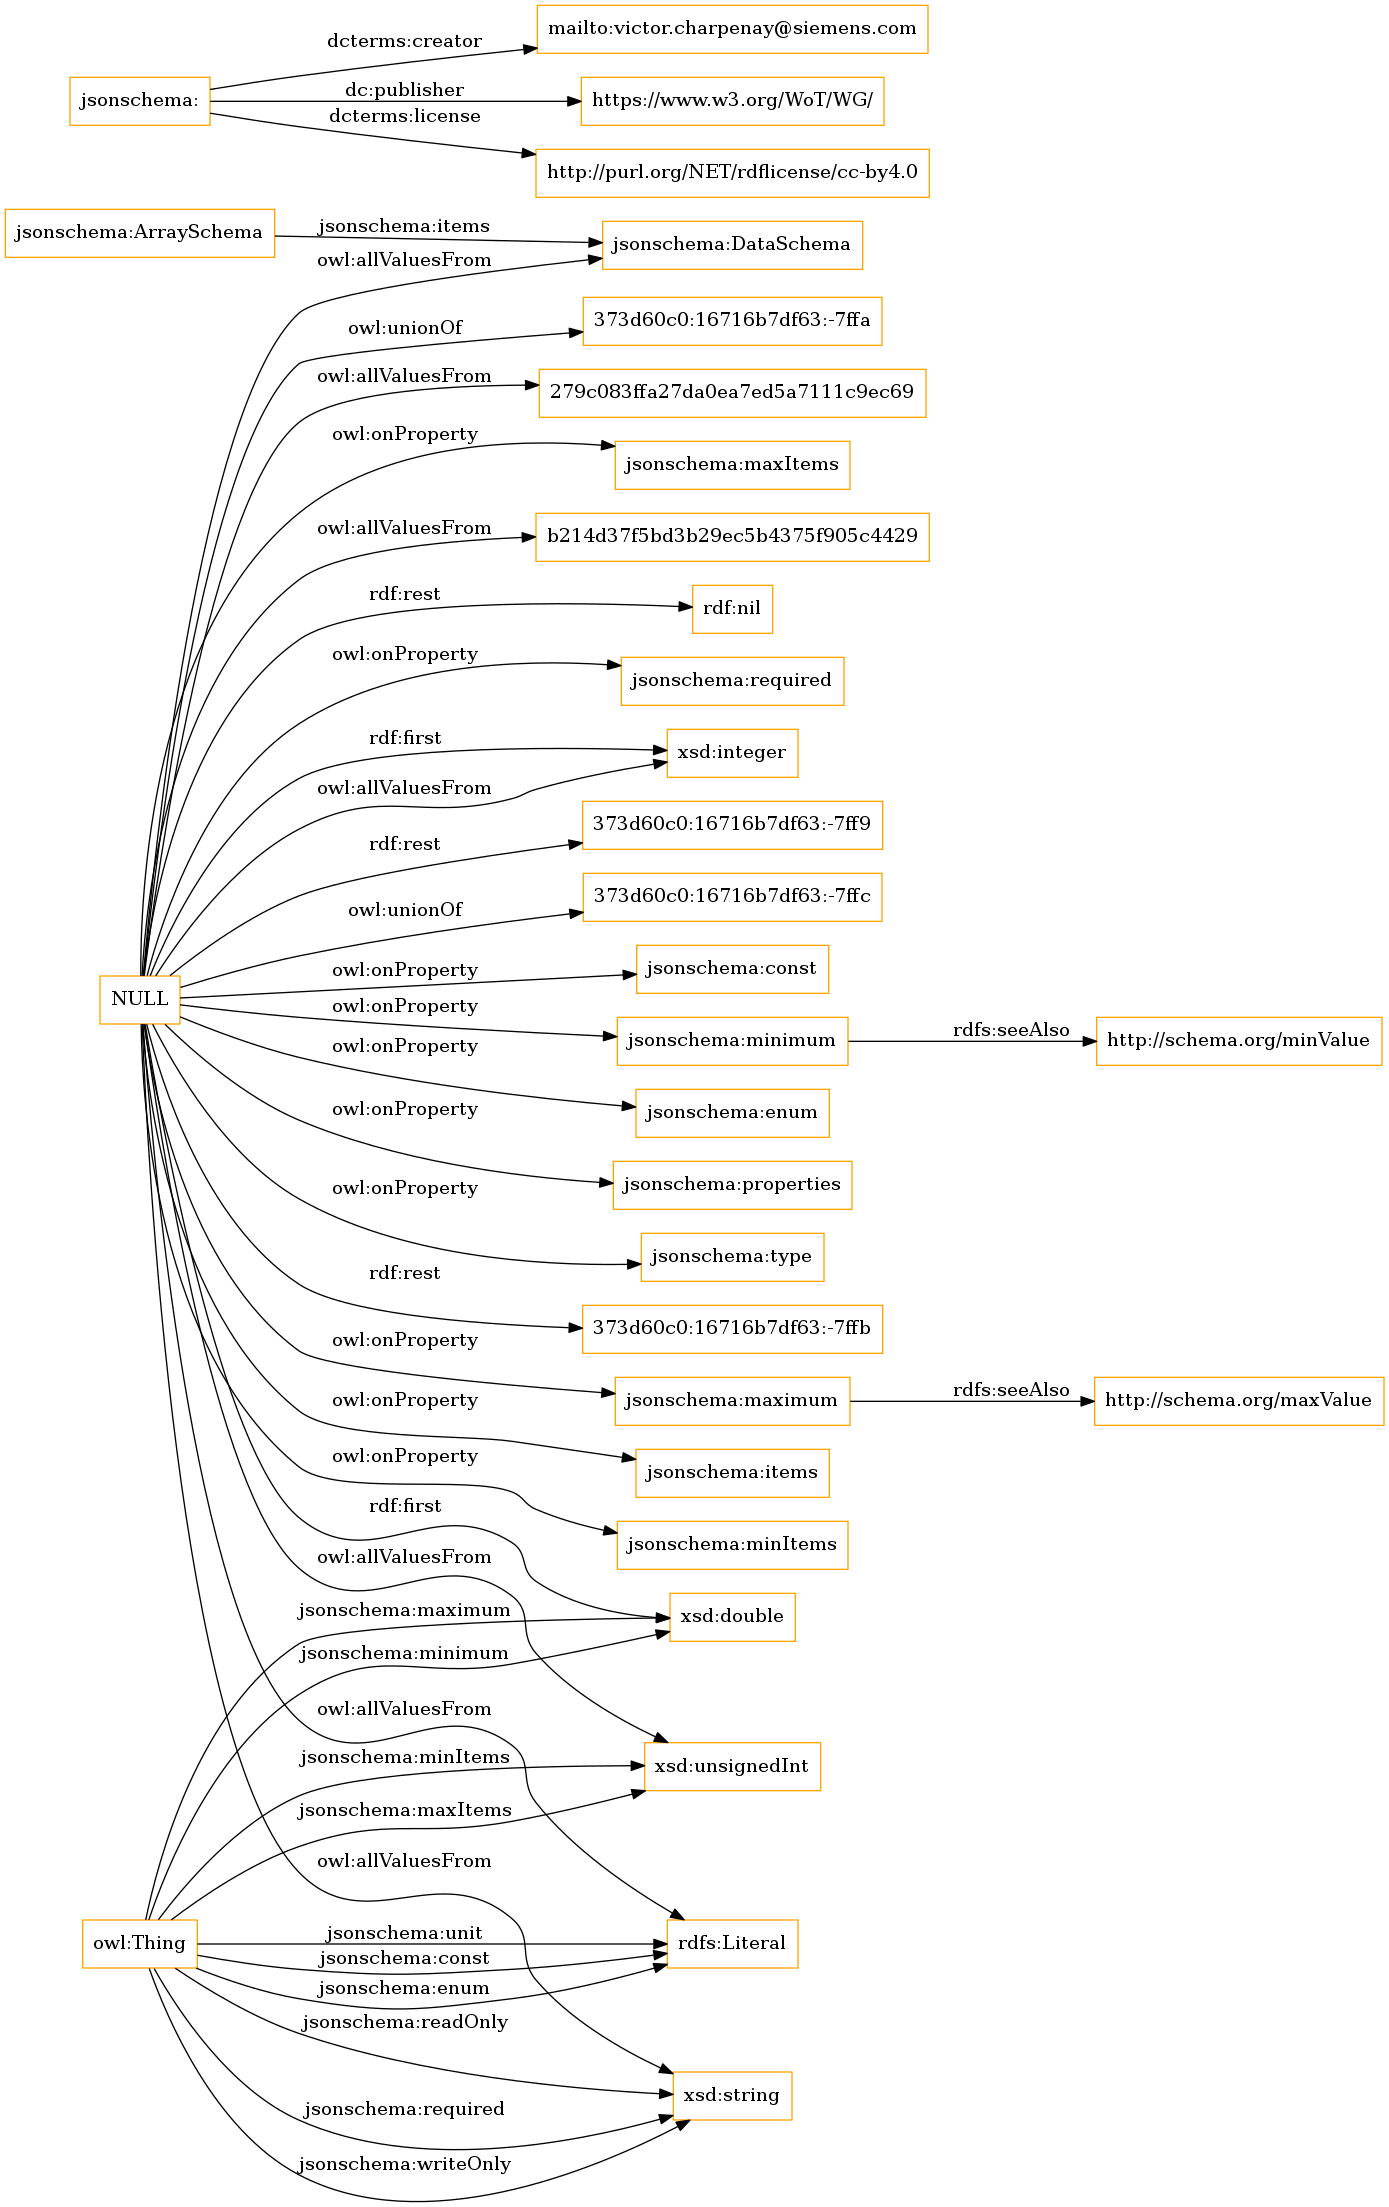 mailto:victor.charpenay@siemens.com
dcterms:creator
jsonschema:
dc:publisher
https://www.w3.org/WoT/WG/
dcterms:license
http://purl.org/NET/rdflicense/cc-by4.0
jsonschema:ArraySchema
jsonschema:items
jsonschema:DataSchema
owl:allValuesFrom
owl:unionOf
373d60c0:16716b7df63:-7ffa
owl:allValuesFrom
279c083ffa27da0ea7ed5a7111c9ec69
owl:onProperty
jsonschema:maxItems
owl:allValuesFrom
b214d37f5bd3b29ec5b4375f905c4429
rdf:rest
rdf:nil
owl:onProperty
jsonschema:required
rdf:first
xsd:integer
owl:allValuesFrom
rdf:rest
373d60c0:16716b7df63:-7ff9
owl:unionOf
373d60c0:16716b7df63:-7ffc
NULL
owl:onProperty
jsonschema:const
owl:onProperty
jsonschema:minimum
rdfs:seeAlso
http://schema.org/minValue
owl:onProperty
jsonschema:enum
owl:onProperty
jsonschema:properties
owl:onProperty
jsonschema:type
rdf:rest
373d60c0:16716b7df63:-7ffb
owl:onProperty
jsonschema:maximum
rdfs:seeAlso
http://schema.org/maxValue
owl:onProperty
jsonschema:items
owl:onProperty
jsonschema:minItems
rdf:first
owl:allValuesFrom
jsonschema:maximum
xsd:double
jsonschema:minimum
owl:allValuesFrom
jsonschema:minItems
xsd:unsignedInt
jsonschema:maxItems
owl:allValuesFrom
owl:Thing
jsonschema:unit
rdfs:Literal
jsonschema:const
jsonschema:enum
jsonschema:readOnly
xsd:string
jsonschema:required
jsonschema:writeOnly